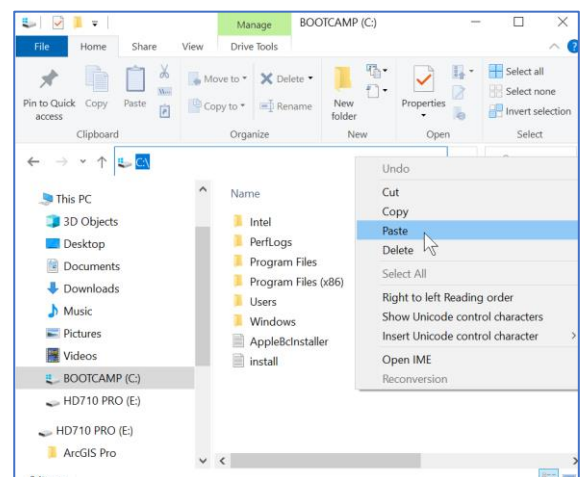 Manage BOOTCAMP (C:)
File Home Share View Drive Tools
Pin to Quick access
Copy
Paste
Clipboard
Move to
Copy to
Delete
Rename
Organize
New folder
New
Properties
Open
Select all
Select none
Invert selection
Select
C:\
This PC
3D Objects
Desktop
Documents
Downloads
Music
Pictures
Videos
BOOTCAMP (C:)
HD710 PRO (E:)
HD710 PRO (E:)
ArcGIS Pro
Name
Intel
PerfLogs
Program Files
Program Files (x86)
Users
Windows
AppleBcInstaller
install
Undo
Cut
Copy
Paste
Delete
Select All
Right to left Reading order
Show Unicode control characters
Insert Unicode control character
Open IME
Reconversion